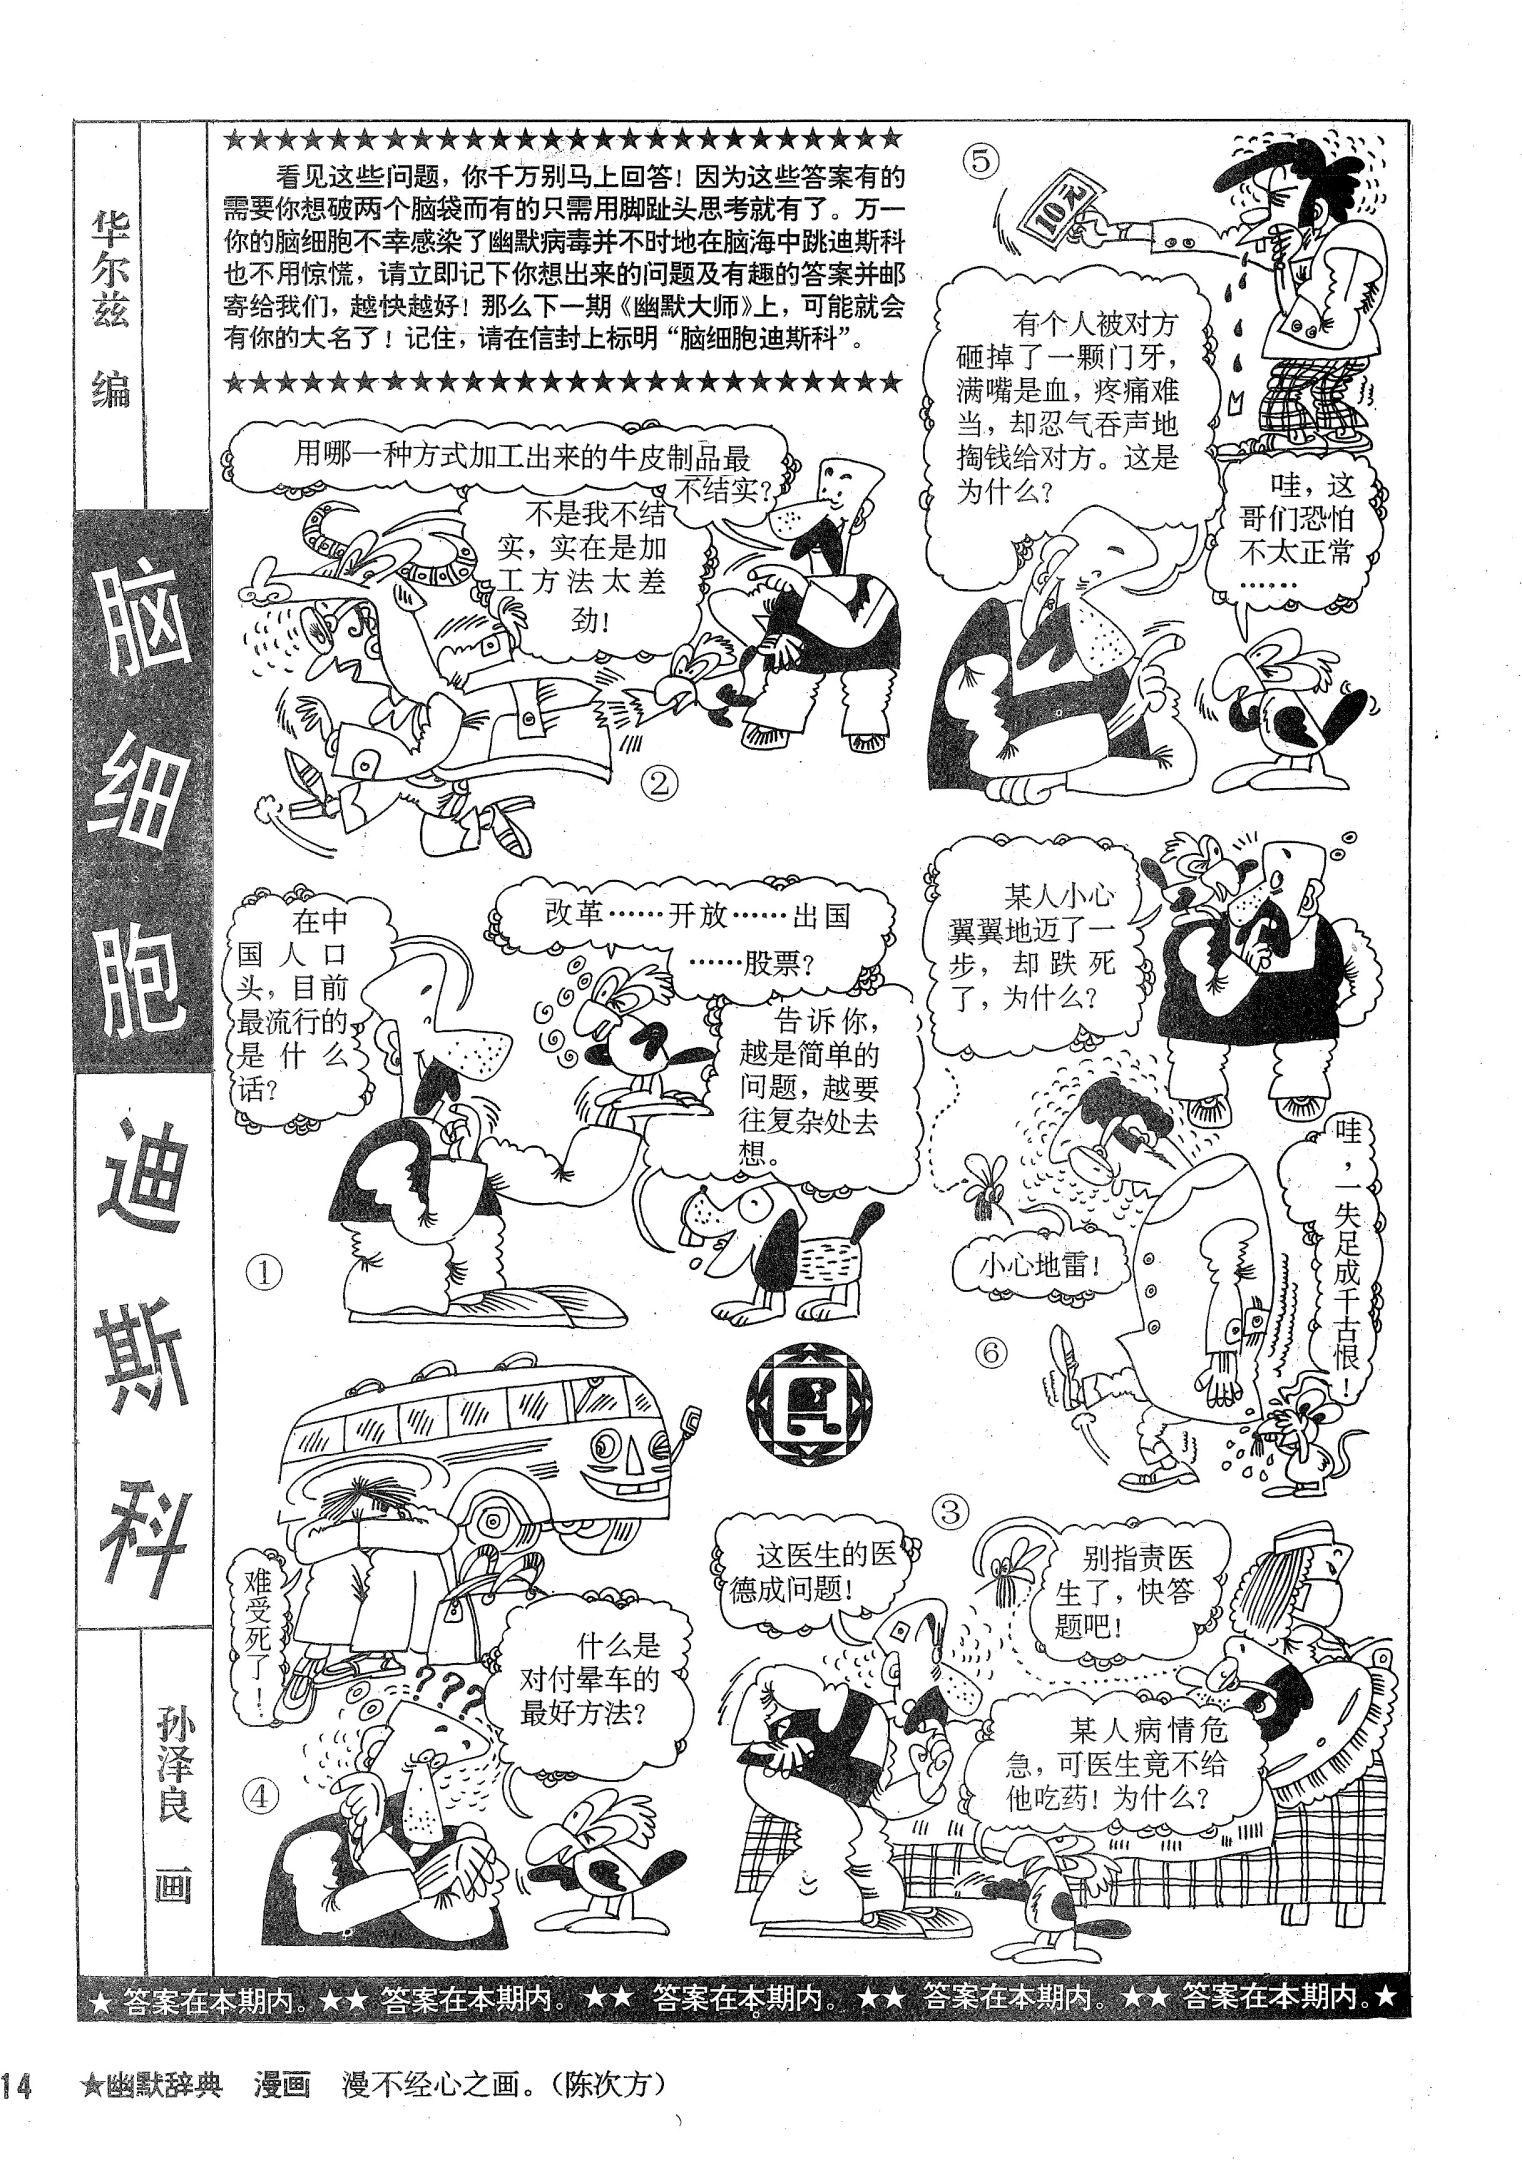 华尔兹 编
脑细胞
迪斯科
孙泽良 画
看见这些问题，你千万别马上回答！因为这些答案有的
需要你想破两个脑袋而有的只需用脚趾头思考就有了。万一
你的脑细胞不幸感染了幽默病毒并不时地在脑海中跳迪斯科
也不用惊慌，请立即记下你想出来的问题及有趣的答案并邮
寄给我们，越快越好！那么下一期《幽默大师》上，可能就会
有你的大名了！记住，请在信封上标明“脑细胞迪斯科”。
①
在中
国人口
头，目前
最流行的
是什么
话？
改革……开放……出国
……股票？
告诉你，
越是简单的
问题，越要
往复杂处去
想。
②
用哪一种方式加工出来的牛皮制品最
不结实？
不是我不结
实，实在是加
工方法太差
劲！
③
这医生的医
德成问题！
别指责医
生了，快答
题吧！
某人病情危
急，可医生竟不给
他吃药！为什么？
④
难受死了！
???
什么是
对付晕车的
最好方法？
⑤
10元
有个人被对方
砸掉了一颗门牙，
满嘴是血，疼痛难
当，却忍气吞声地
掏钱给对方。这是
为什么？
哇，这
哥们恐怕
不太正常
……
⑥
某人小心
翼翼地迈了一
步，却跌死
了，为什么？
小心地雷！
哇，一失足成千古恨！
★ 答案在本期内。★★ 答案在本期内。★★ 答案在本期内。★★ 答案在本期内。★★ 答案在本期内。★
14 ★幽默辞典 漫画 漫不经心之画。（陈次方）